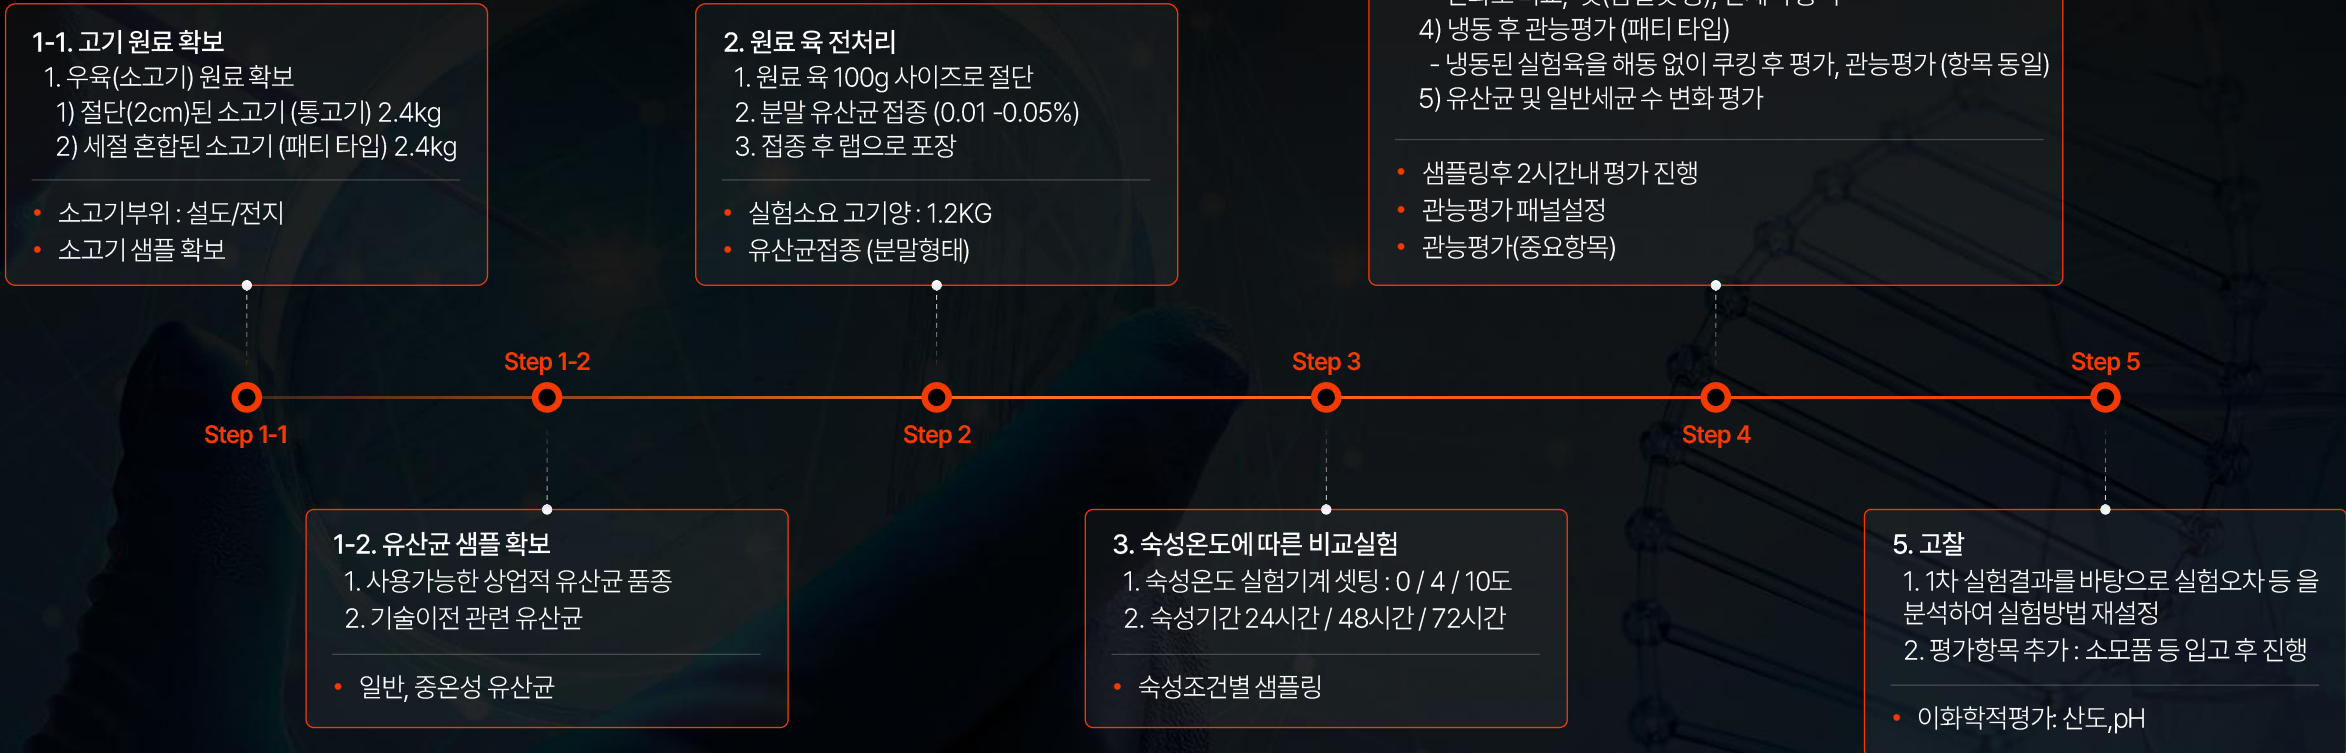 1-1. 고기 원료 확보
1. 우육(소고기) 원료 확보
1) 절단(2cm)된 소고기 (통고기) 2.4kg
2) 세절 혼합된 소고기 (패티 타입) 2.4kg
• 소고기부위 : 설도/전지
• 소고기 샘플 확보
2. 원료 육 전처리
1. 원료 육 100g 사이즈로 절단
2. 분말 유산균 접종 (0.01 -0.05%)
3. 접종 후 랩으로 포장
• 실험소요 고기양 : 1.2KG
• 유산균접종 (분말형태)
4) 냉동 후 관능평가 (패티 타입)
- 냉동된 실험육을 해동 없이 쿠킹 후 평가, 관능평가 (항목 동일)
5) 유산균 및 일반세균 수 변화 평가
• 샘플링후 2시간내 평가 진행
• 관능평가 패널설정
• 관능평가(중요항목)
Step 1-1
Step 1-2
Step 2
Step 3
Step 4
Step 5
1-2. 유산균 샘플 확보
1. 사용가능한 상업적 유산균 품종
2. 기술이전 관련 유산균
• 일반, 중온성 유산균
3. 숙성온도에 따른 비교실험
1. 숙성온도 실험기계 셋팅 : 0 / 4 / 10도
2. 숙성기간 24시간 / 48시간 / 72시간
• 숙성조건별 샘플링
5. 고찰
1. 1차 실험결과를 바탕으로 실험오차 등 을
분석하여 실험방법 재설정
2. 평가항목 추가 : 소모품 등 입고 후 진행
• 이화학적평가: 산도,pH